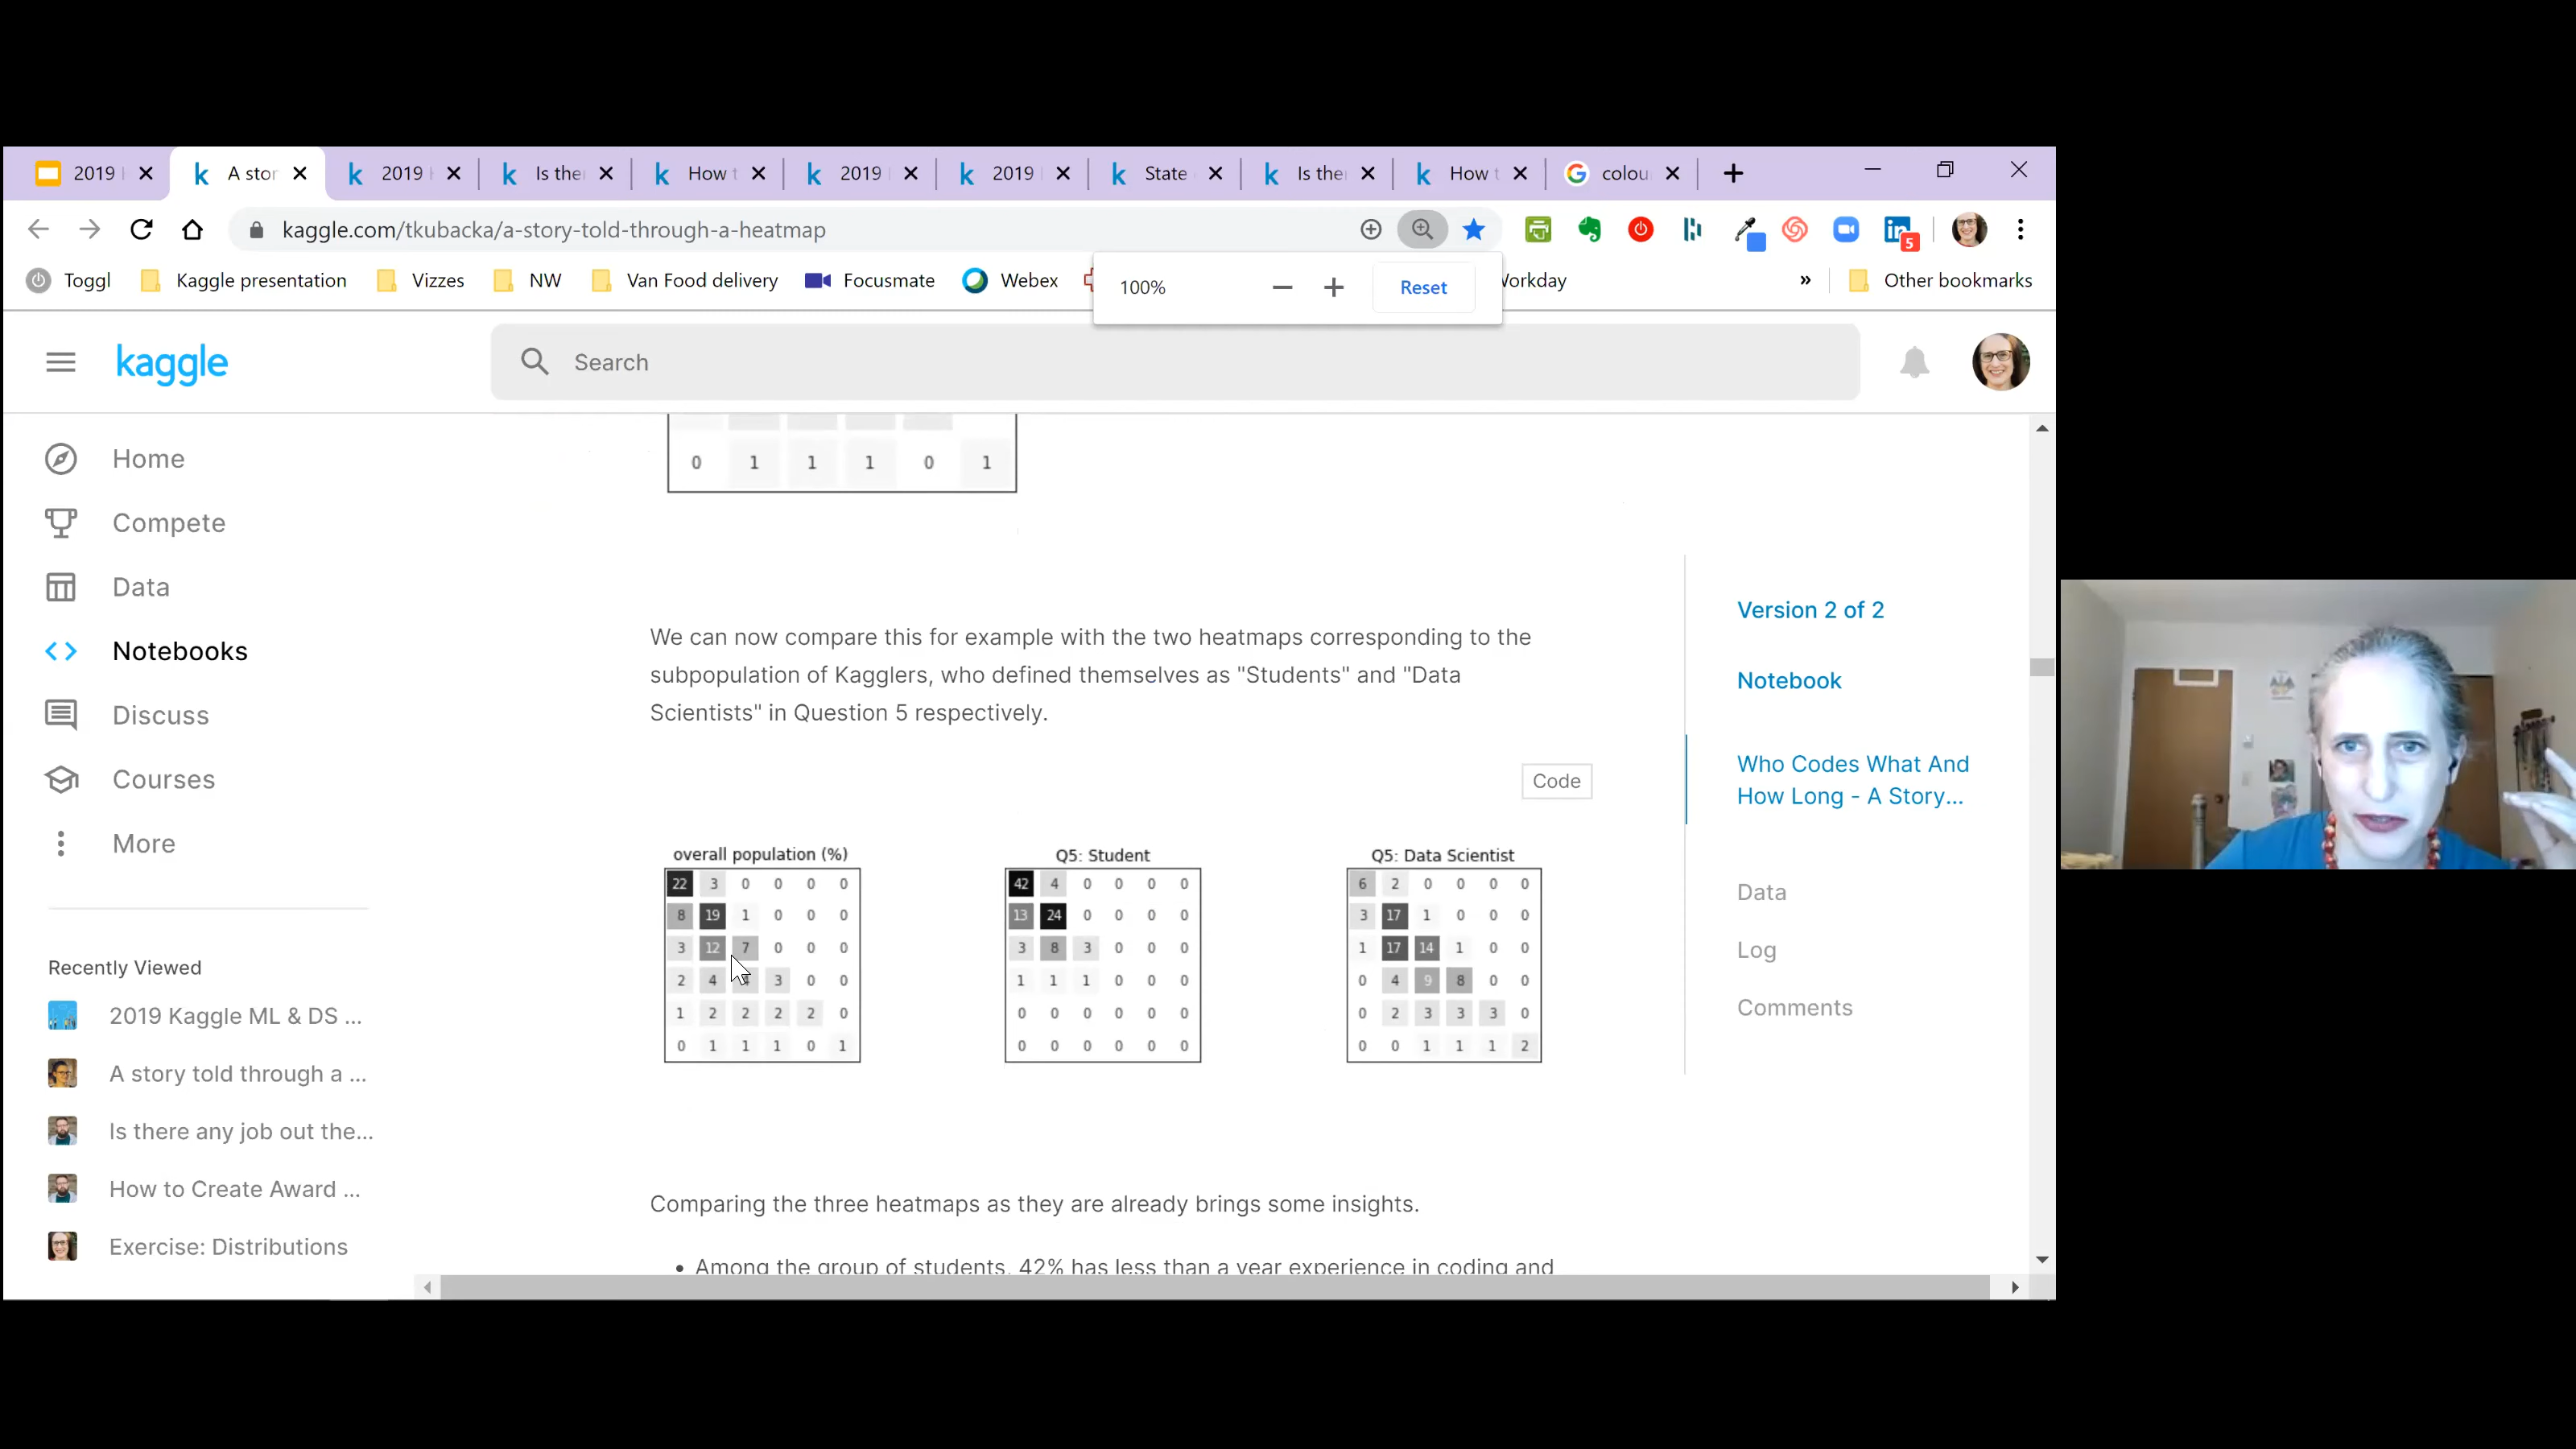 2019
A stor
2019
Is the
How t
2019
2019
State
Is the
How t
colou
kaggle.com/tkubacka/a-story-told-through-a-heatmap
5
Toggl
Kaggle presentation
Vizzes
NW
Van Food delivery
Focusmate
Webex
Workday
»
Other bookmarks
100%
Reset
kaggle
Search
Home
Compete
Data
Notebooks
Discuss
Courses
More
Recently Viewed
2019 Kaggle ML & DS ...
A story told through a ...
Is there any job out the...
How to Create Award ...
Exercise: Distributions
0 1 1 1 0 1
We can now compare this for example with the two heatmaps corresponding to the
subpopulation of Kagglers, who defined themselves as "Students" and "Data
Scientists" in Question 5 respectively.
Code
overall population (%)
22 3 0 0 0 0
8 19 1 0 0 0
3 12 7 0 0 0
2 4 3 0 0
1 2 2 2 2 0
0 1 1 1 0 1
Q5: Student
42 4 0 0 0 0
13 24 0 0 0 0
3 8 3 0 0 0
1 1 1 0 0 0
0 0 0 0 0 0
0 0 0 0 0 0
Q5: Data Scientist
6 2 0 0 0 0
3 17 1 0 0 0
1 17 14 1 0 0
0 4 9 8 0 0
0 2 3 3 3 0
0 0 1 1 1 2
Comparing the three heatmaps as they are already brings some insights.
• Among the group of students, 42% has less than a year experience in coding and
Version 2 of 2
Notebook
Who Codes What And
How Long - A Story...
Data
Log
Comments